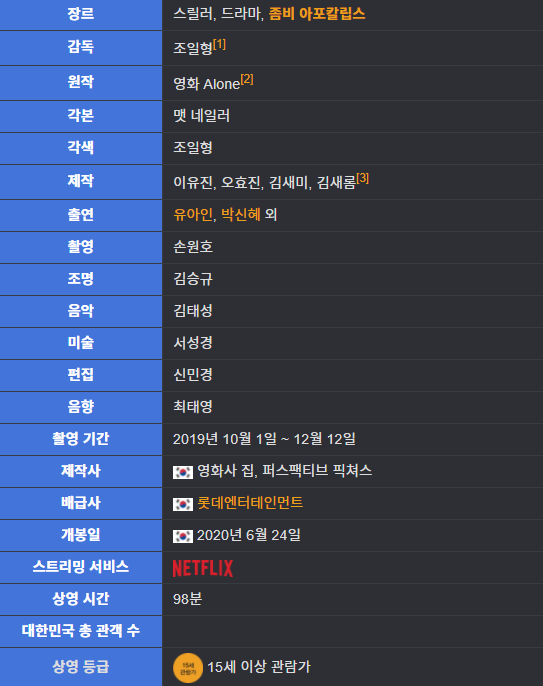 장르 스릴러, 드라마, 좀비 아포칼립스
감독 조일형[1]
원작 영화 Alone[2]
각본 맷 네일러
각색 조일형
제작 이유진, 오효진, 김새미, 김새롬[3]
출연 유아인, 박신혜 외
촬영 손원호
조명 김승규
음악 김태성
미술 서성경
편집 신민경
음향 최태영
촬영 기간 2019년 10월 1일 ~ 12월 12일
제작사 영화사 집, 퍼스펙티브 픽쳐스
배급사 롯데엔터테인먼트
개봉일 2020년 6월 24일
스트리밍 서비스 NETFLIX
상영 시간 98분
대한민국 총 관객 수
상영 등급 15세 관람가 15세 이상 관람가